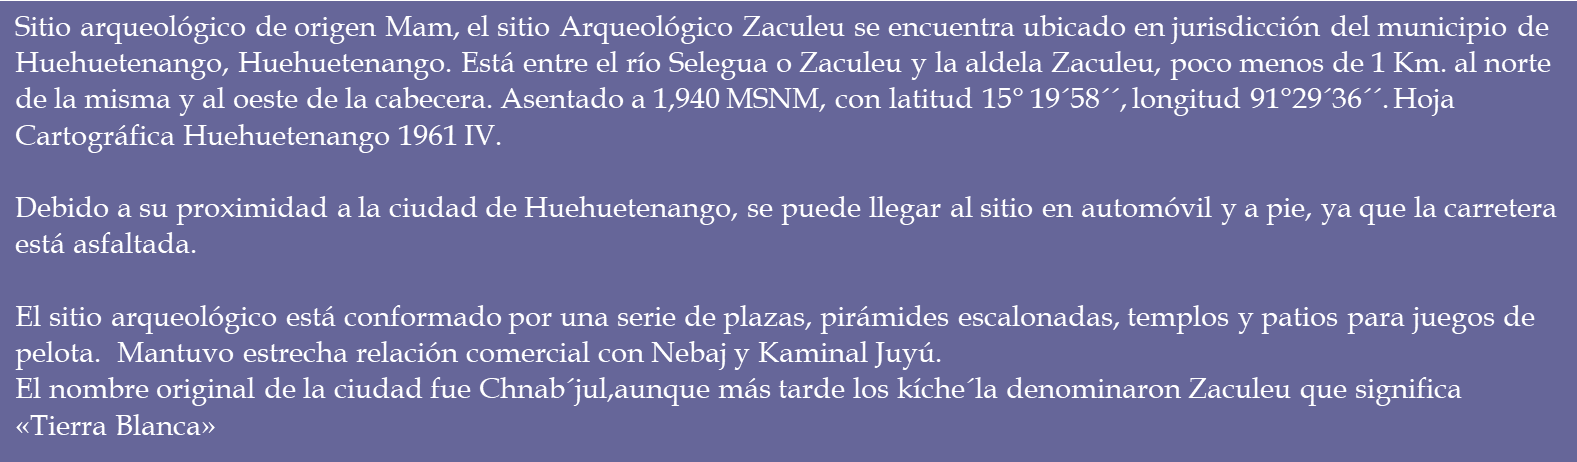 Sitio arqueológico de origen Mam, el sitio Arqueológico Zaculeu se encuentra ubicado en jurisdicción del municipio de
Huehuetenango, Huehuetenango. Está entre el río Selegua o Zaculeu y la aldela Zaculeu, poco menos de 1 Km. al norte
de la misma y al oeste de la cabecera. Asentado a 1,940 MSNM, con latitud 15° 19´58´´, longitud 91°29´36´´. Hoja
Cartográfica Huehuetenango 1961 IV.
Debido a su proximidad a la ciudad de Huehuetenango, se puede llegar al sitio en automóvil y a pie, ya que la carretera
está asfaltada.
El sitio arqueológico está conformado por una serie de plazas, pirámides escalonadas, templos y patios para juegos de
pelota.  Mantuvo estrecha relación comercial con Nebaj y Kaminal Juyú.
El nombre original de la ciudad fue Chnab´jul,aunque más tarde los kíche´la denominaron Zaculeu que significa
«Tierra Blanca»